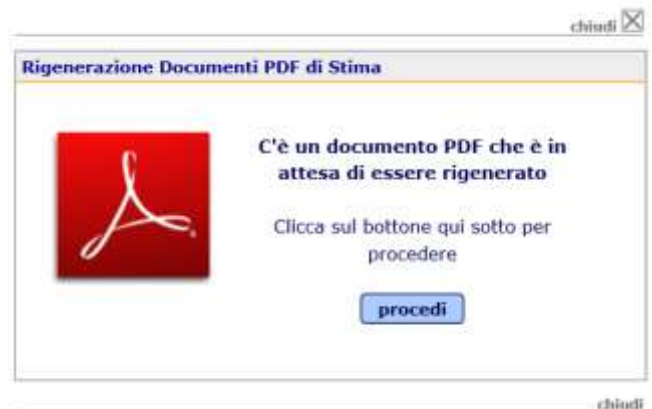 chiudi
Rigenerazione Documenti PDF di Stima
C'è un documento PDF che è in
attesa di essere rigenerato
Clicca sul bottone qui sotto per
procedere
procedi
chiudi